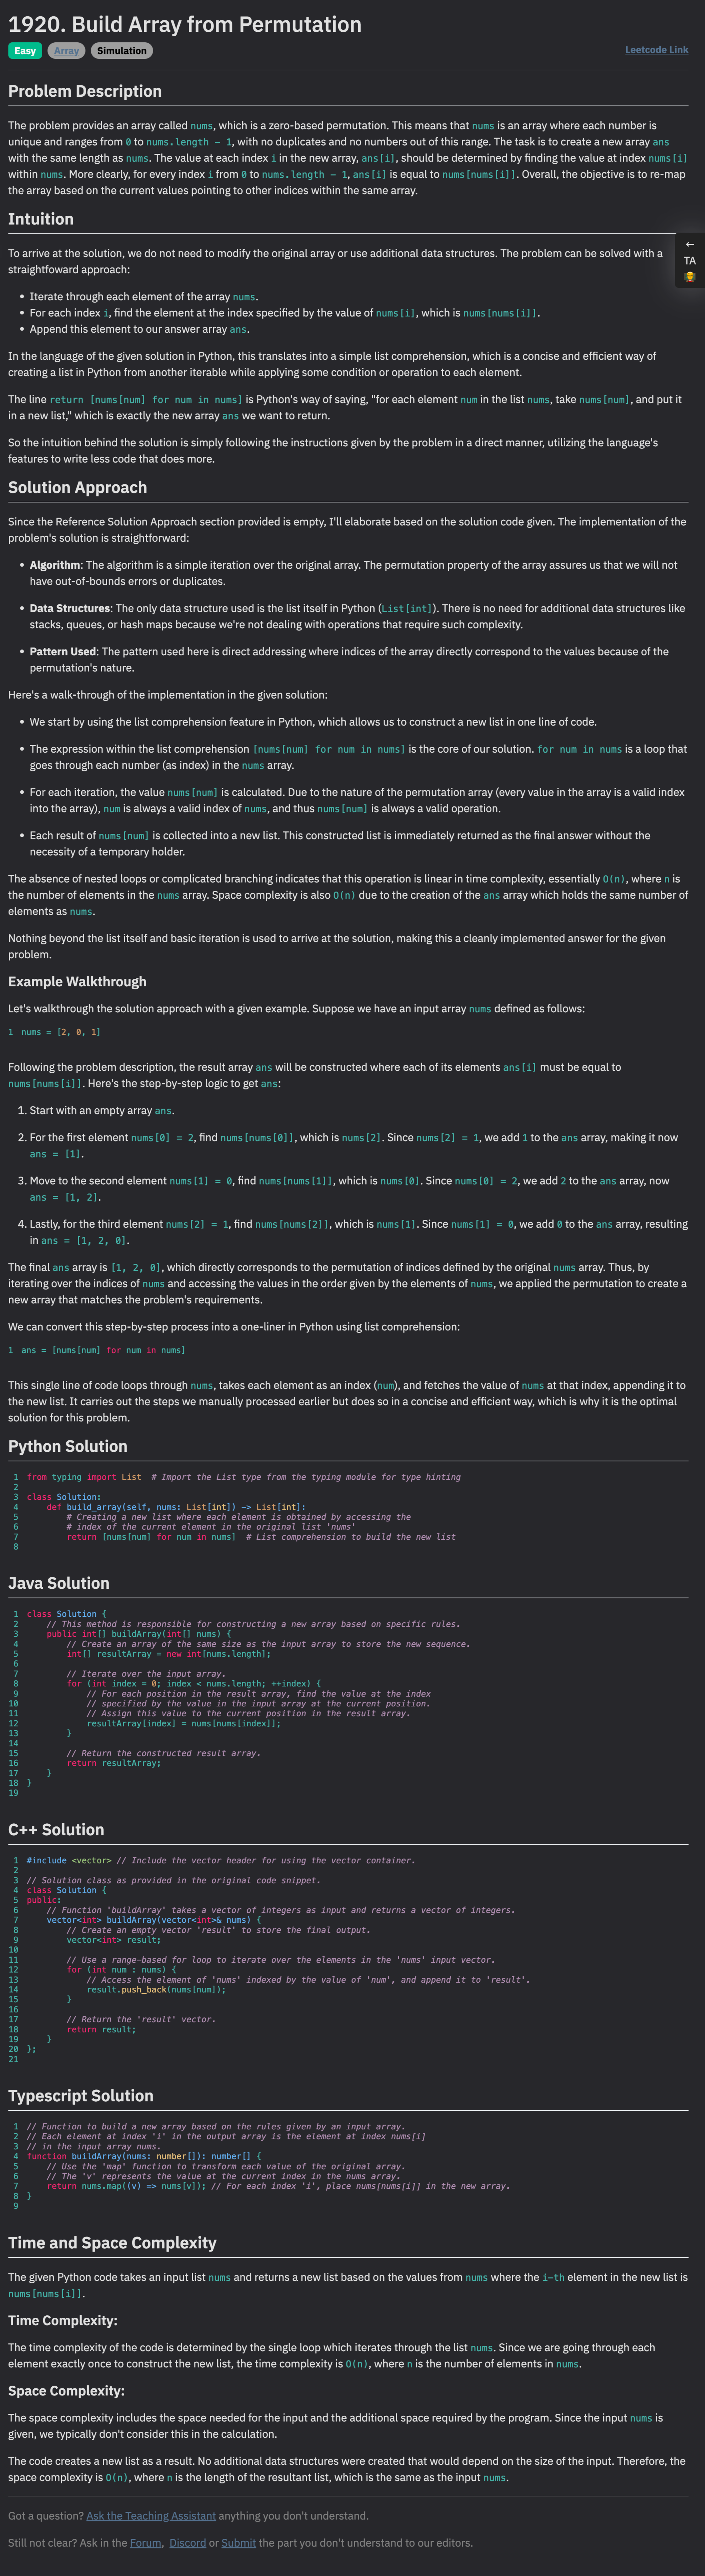 1920. Build Array from Permutation
Easy Array Simulation Leetcode Link
Problem Description
The problem provides an array called nums, which is a zero-based permutation. This means that nums is an array where each number is
unique and ranges from 0 to nums.length - 1, with no duplicates and no numbers out of this range. The task is to create a new array ans
with the same length as nums. The value at each index i in the new array, ans[i], should be determined by finding the value at index nums[i]
within nums. More clearly, for every index i from 0 to nums.length - 1, ans[i] is equal to nums[nums[i]]. Overall, the objective is to re-map
the array based on the current values pointing to other indices within the same array.
Intuition
←
TA
To arrive at the solution, we do not need to modify the original array or use additional data structures. The problem can be solved with a
straightfoward approach:
• Iterate through each element of the array nums.
• For each index i, find the element at the index specified by the value of nums[i], which is nums[nums[i]].
• Append this element to our answer array ans.
In the language of the given solution in Python, this translates into a simple list comprehension, which is a concise and efficient way of
creating a list in Python from another iterable while applying some condition or operation to each element.
The line return [nums[num] for num in nums] is Python's way of saying, "for each element num in the list nums, take nums[num], and put it
in a new list," which is exactly the new array ans we want to return.
So the intuition behind the solution is simply following the instructions given by the problem in a direct manner, utilizing the language's
features to write less code that does more.
Solution Approach
Since the Reference Solution Approach section provided is empty, I'll elaborate based on the solution code given. The implementation of the
problem's solution is straightforward:
• Algorithm: The algorithm is a simple iteration over the original array. The permutation property of the array assures us that we will not
have out-of-bounds errors or duplicates.
• Data Structures: The only data structure used is the list itself in Python (List[int]). There is no need for additional data structures like
stacks, queues, or hash maps because we're not dealing with operations that require such complexity.
• Pattern Used: The pattern used here is direct addressing where indices of the array directly correspond to the values because of the
permutation's nature.
Here's a walk-through of the implementation in the given solution:
• We start by using the list comprehension feature in Python, which allows us to construct a new list in one line of code.
• The expression within the list comprehension [nums[num] for num in nums] is the core of our solution. for num in nums is a loop that
goes through each number (as index) in the nums array.
• For each iteration, the value nums[num] is calculated. Due to the nature of the permutation array (every value in the array is a valid index
into the array), num is always a valid index of nums, and thus nums[num] is always a valid operation.
• Each result of nums[num] is collected into a new list. This constructed list is immediately returned as the final answer without the
necessity of a temporary holder.
The absence of nested loops or complicated branching indicates that this operation is linear in time complexity, essentially O(n), where n is
the number of elements in the nums array. Space complexity is also O(n) due to the creation of the ans array which holds the same number of
elements as nums.
Nothing beyond the list itself and basic iteration is used to arrive at the solution, making this a cleanly implemented answer for the given
problem.
Example Walkthrough
Let's walkthrough the solution approach with a given example. Suppose we have an input array nums defined as follows:
1 nums = [2, 0, 1]
Following the problem description, the result array ans will be constructed where each of its elements ans[i] must be equal to
nums[nums[i]]. Here's the step-by-step logic to get ans:
1. Start with an empty array ans.
2. For the first element nums[0] = 2, find nums[nums[0]], which is nums[2]. Since nums[2] = 1, we add 1 to the ans array, making it now
ans = [1].
3. Move to the second element nums[1] = 0, find nums[nums[1]], which is nums[0]. Since nums[0] = 2, we add 2 to the ans array, now
ans = [1, 2].
4. Lastly, for the third element nums[2] = 1, find nums[nums[2]], which is nums[1]. Since nums[1] = 0, we add 0 to the ans array, resulting
in ans = [1, 2, 0].
The final ans array is [1, 2, 0], which directly corresponds to the permutation of indices defined by the original nums array. Thus, by
iterating over the indices of nums and accessing the values in the order given by the elements of nums, we applied the permutation to create a
new array that matches the problem's requirements.
We can convert this step-by-step process into a one-liner in Python using list comprehension:
1 ans = [nums[num] for num in nums]
This single line of code loops through nums, takes each element as an index (num), and fetches the value of nums at that index, appending it to
the new list. It carries out the steps we manually processed earlier but does so in a concise and efficient way, which is why it is the optimal
solution for this problem.
Python Solution
1 from typing import List # Import the List type from the typing module for type hinting
2
3 class Solution:
4 def build_array(self, nums: List[int]) -> List[int]:
5 # Creating a new list where each element is obtained by accessing the
6 # index of the current element in the original list 'nums'
7 return [nums[num] for num in nums] # List comprehension to build the new list
8
Java Solution
1 class Solution {
2 // This method is responsible for constructing a new array based on specific rules.
3 public int[] buildArray(int[] nums) {
4 // Create an array of the same size as the input array to store the new sequence.
5 int[] resultArray = new int[nums.length];
6
7 // Iterate over the input array.
8 for (int index = 0; index < nums.length; ++index) {
9 // For each position in the result array, find the value at the index
10 // specified by the value in the input array at the current position.
11 // Assign this value to the current position in the result array.
12 resultArray[index] = nums[nums[index]];
13 }
14
15 // Return the constructed result array.
16 return resultArray;
17 }
18 }
19
C++ Solution
1 #include <vector> // Include the vector header for using the vector container.
2
3 // Solution class as provided in the original code snippet.
4 class Solution {
5 public:
6 // Function 'buildArray' takes a vector of integers as input and returns a vector of integers.
7 vector<int> buildArray(vector<int>& nums) {
8 // Create an empty vector 'result' to store the final output.
9 vector<int> result;
10
11 // Use a range-based for loop to iterate over the elements in the 'nums' input vector.
12 for (int num : nums) {
13 // Access the element of 'nums' indexed by the value of 'num', and append it to 'result'.
14 result.push_back(nums[num]);
15 }
16
17 // Return the 'result' vector.
18 return result;
19 }
20 };
21
Typescript Solution
1 // Function to build a new array based on the rules given by an input array.
2 // Each element at index 'i' in the output array is the element at index nums[i]
3 // in the input array nums.
4 function buildArray(nums: number[]): number[] {
5 // Use the 'map' function to transform each value of the original array.
6 // The 'v' represents the value at the current index in the nums array.
7 return nums.map((v) => nums[v]); // For each index 'i', place nums[nums[i]] in the new array.
8 }
9
Time and Space Complexity
The given Python code takes an input list nums and returns a new list based on the values from nums where the i-th element in the new list is
nums[nums[i]].
Time Complexity:
The time complexity of the code is determined by the single loop which iterates through the list nums. Since we are going through each
element exactly once to construct the new list, the time complexity is O(n), where n is the number of elements in nums.
Space Complexity:
The space complexity includes the space needed for the input and the additional space required by the program. Since the input nums is
given, we typically don't consider this in the calculation.
The code creates a new list as a result. No additional data structures were created that would depend on the size of the input. Therefore, the
space complexity is O(n), where n is the length of the resultant list, which is the same as the input nums.
Got a question? Ask the Teaching Assistant anything you don't understand.
Still not clear? Ask in the Forum, Discord or Submit the part you don't understand to our editors.